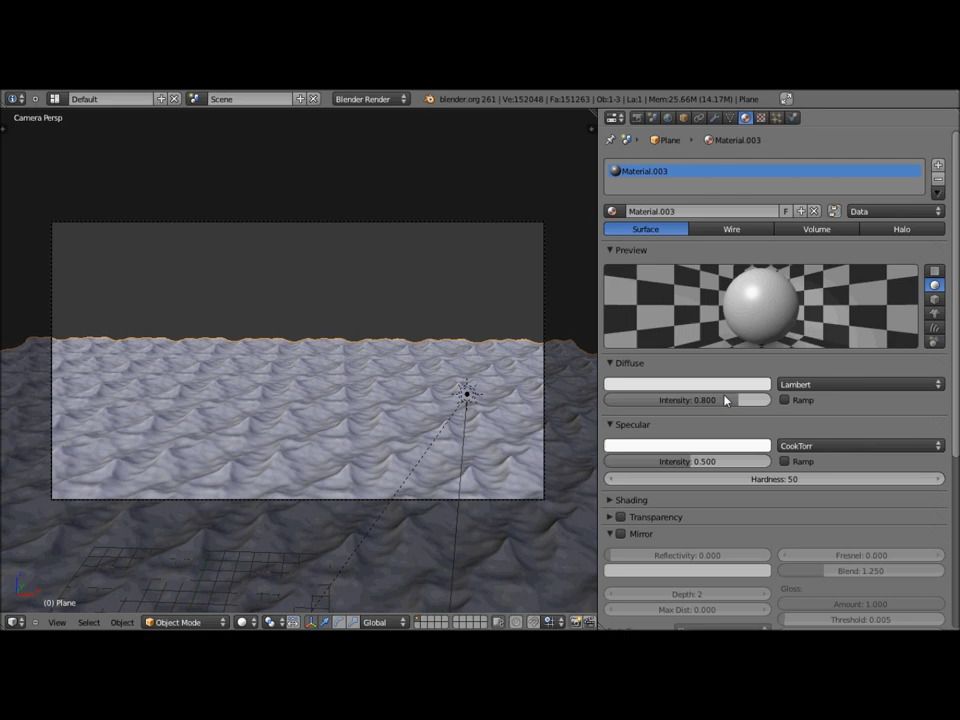 Default
Scene
Blender Render
blender.org 261 | Ve:152048 | Fa:151263 | Ob:1-3 | La:1 | Mem:25.66M (14.17M) | Plane
Camera Persp
Plane
Material.003
Material.003
Material.003
F
Data
Surface
Wire
Volume
Halo
Preview
Diffuse
Lambert
Intensity: 0.800
Ramp
Specular
CookTorr
Intensity: 0.500
Ramp
Hardness: 50
Shading
Transparency
Mirror
Reflectivity: 0.000
Fresnel: 0.000
Blend: 1.250
Gloss:
Depth: 2
Amount: 1.000
Max Dist: 0.000
Threshold: 0.005
(0) Plane
View
Select
Object
Object Mode
Global